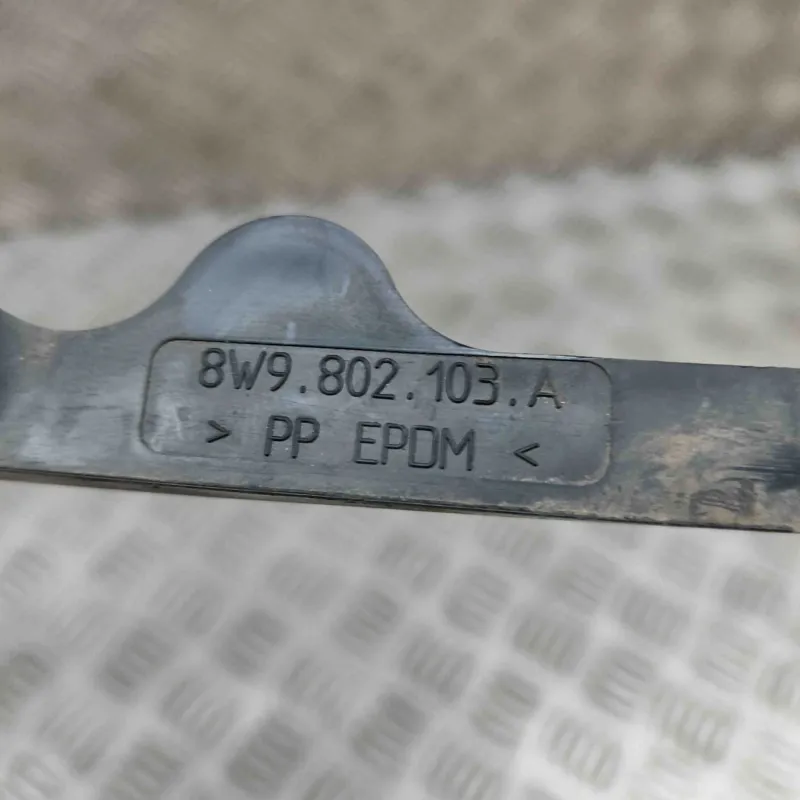 8W9.802.103.A
> PP EPDM <